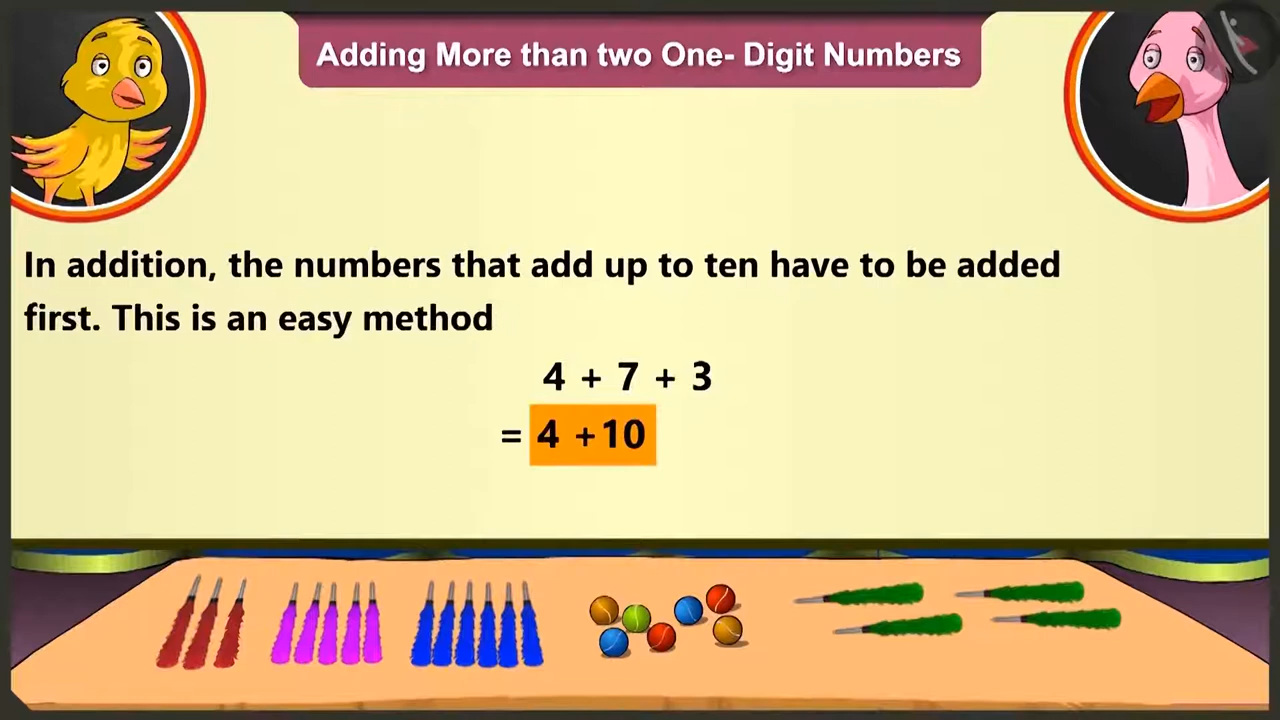 Adding More than two One- Digit Numbers
In addition, the numbers that add up to ten have to be added
first. This is an easy method
4 + 7 + 3
= 4 +10